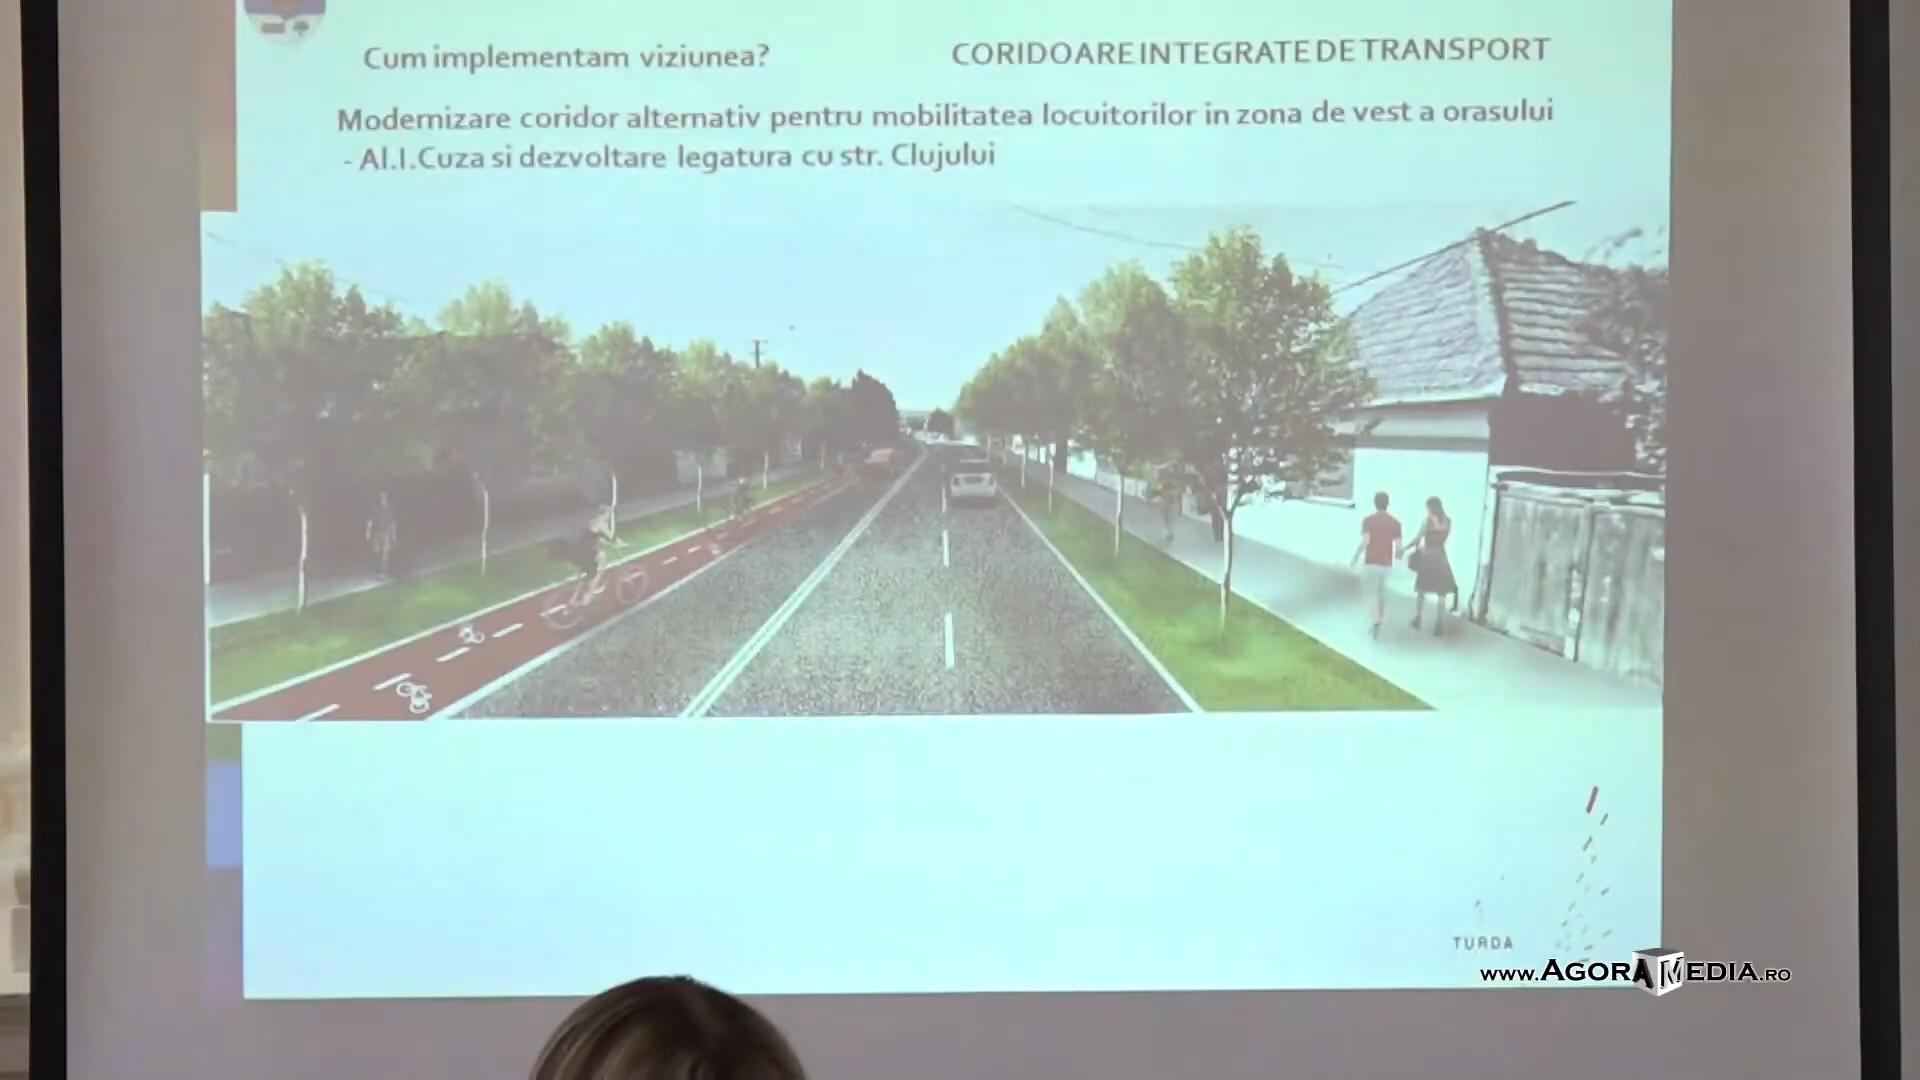 Cum implementam viziunea?
CORIDOARE INTEGRATE DE TRANSPORT
Modernizare coridor alternativ pentru mobilitatea locuitorilor in zona de vest a orasului
- Al.I.Cuza si dezvoltare legatura cu str. Clujului
TURDA
www.AGORAMEDIA.RO